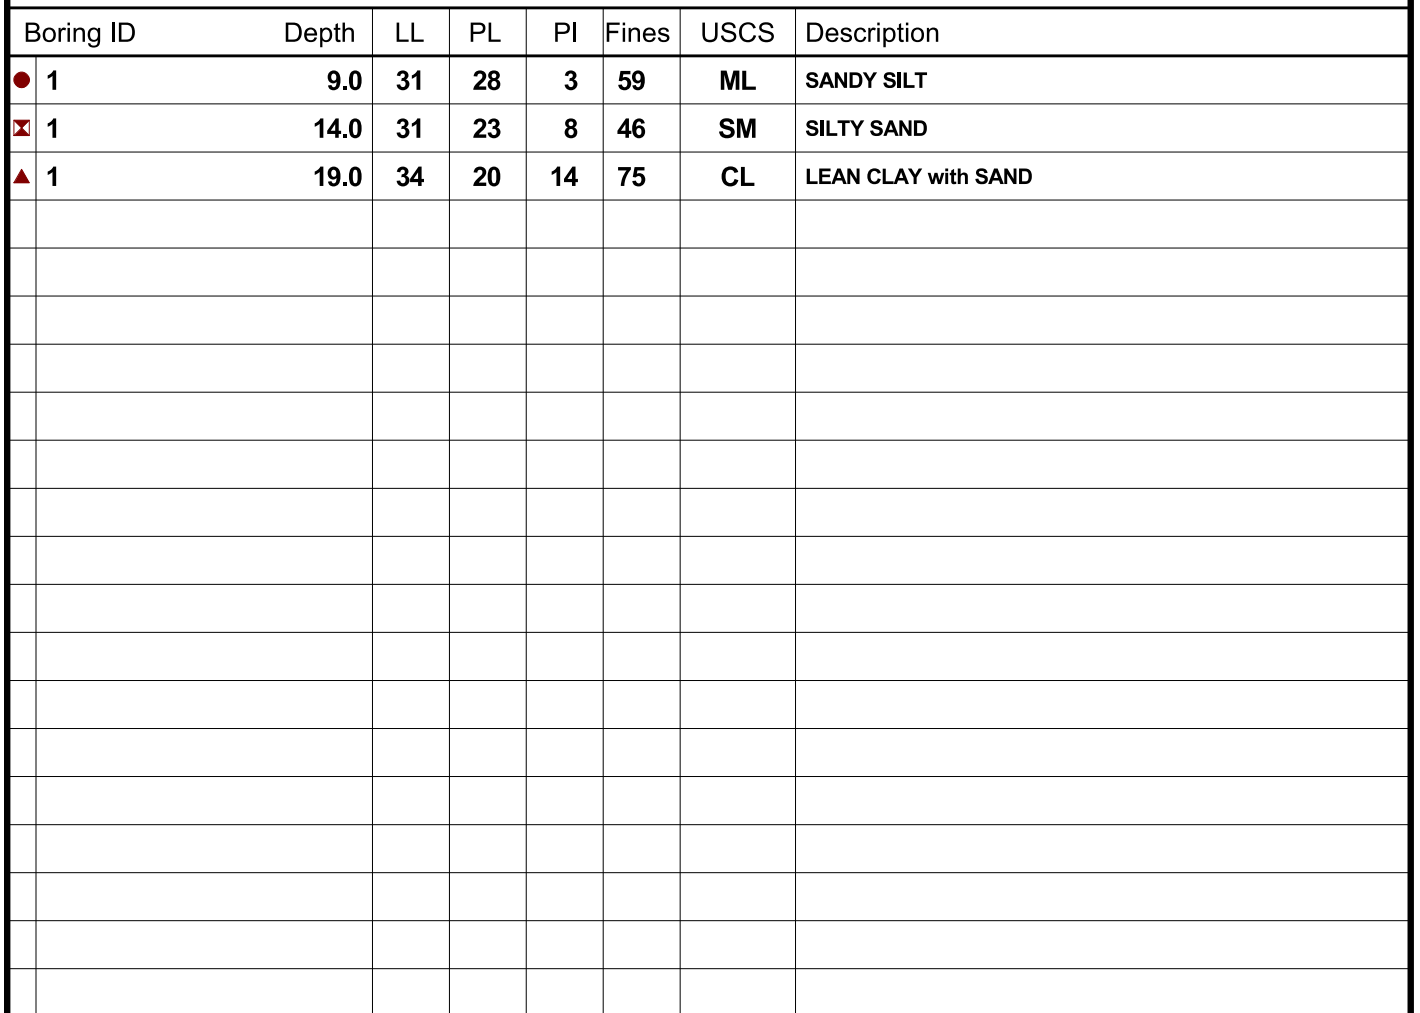 Boring ID Depth LL PL PI Fines USCS Description
1 9.0 31 28 3 59 ML SANDY SILT
1 14.0 31 23 8 46 SM SILTY SAND
1 19.0 34 20 14 75 CL LEAN CLAY with SAND